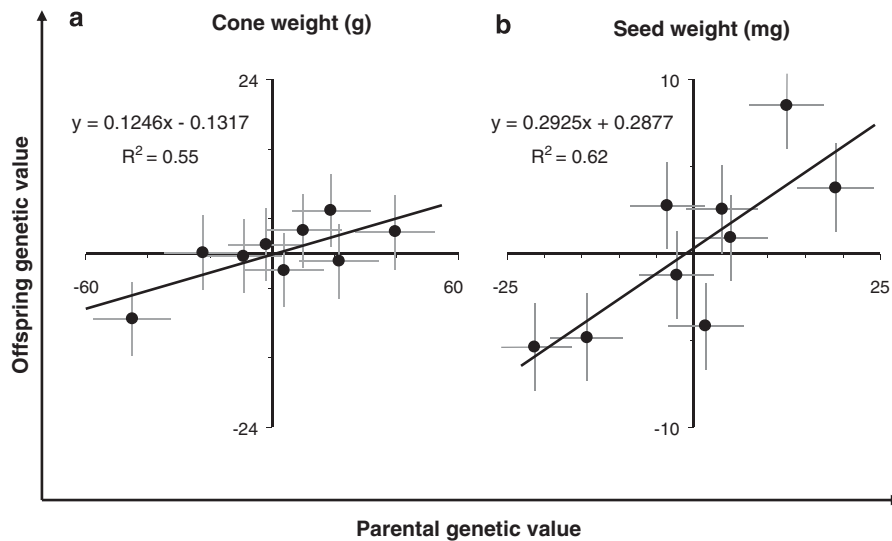 a
Cone weight (g)
24
y = 0.1246x - 0.1317
R² = 0.55
-60
60
-24
b
Seed weight (mg)
10
y = 0.2925x + 0.2877
R² = 0.62
-25
25
-10
Offspring genetic value
Parental genetic value